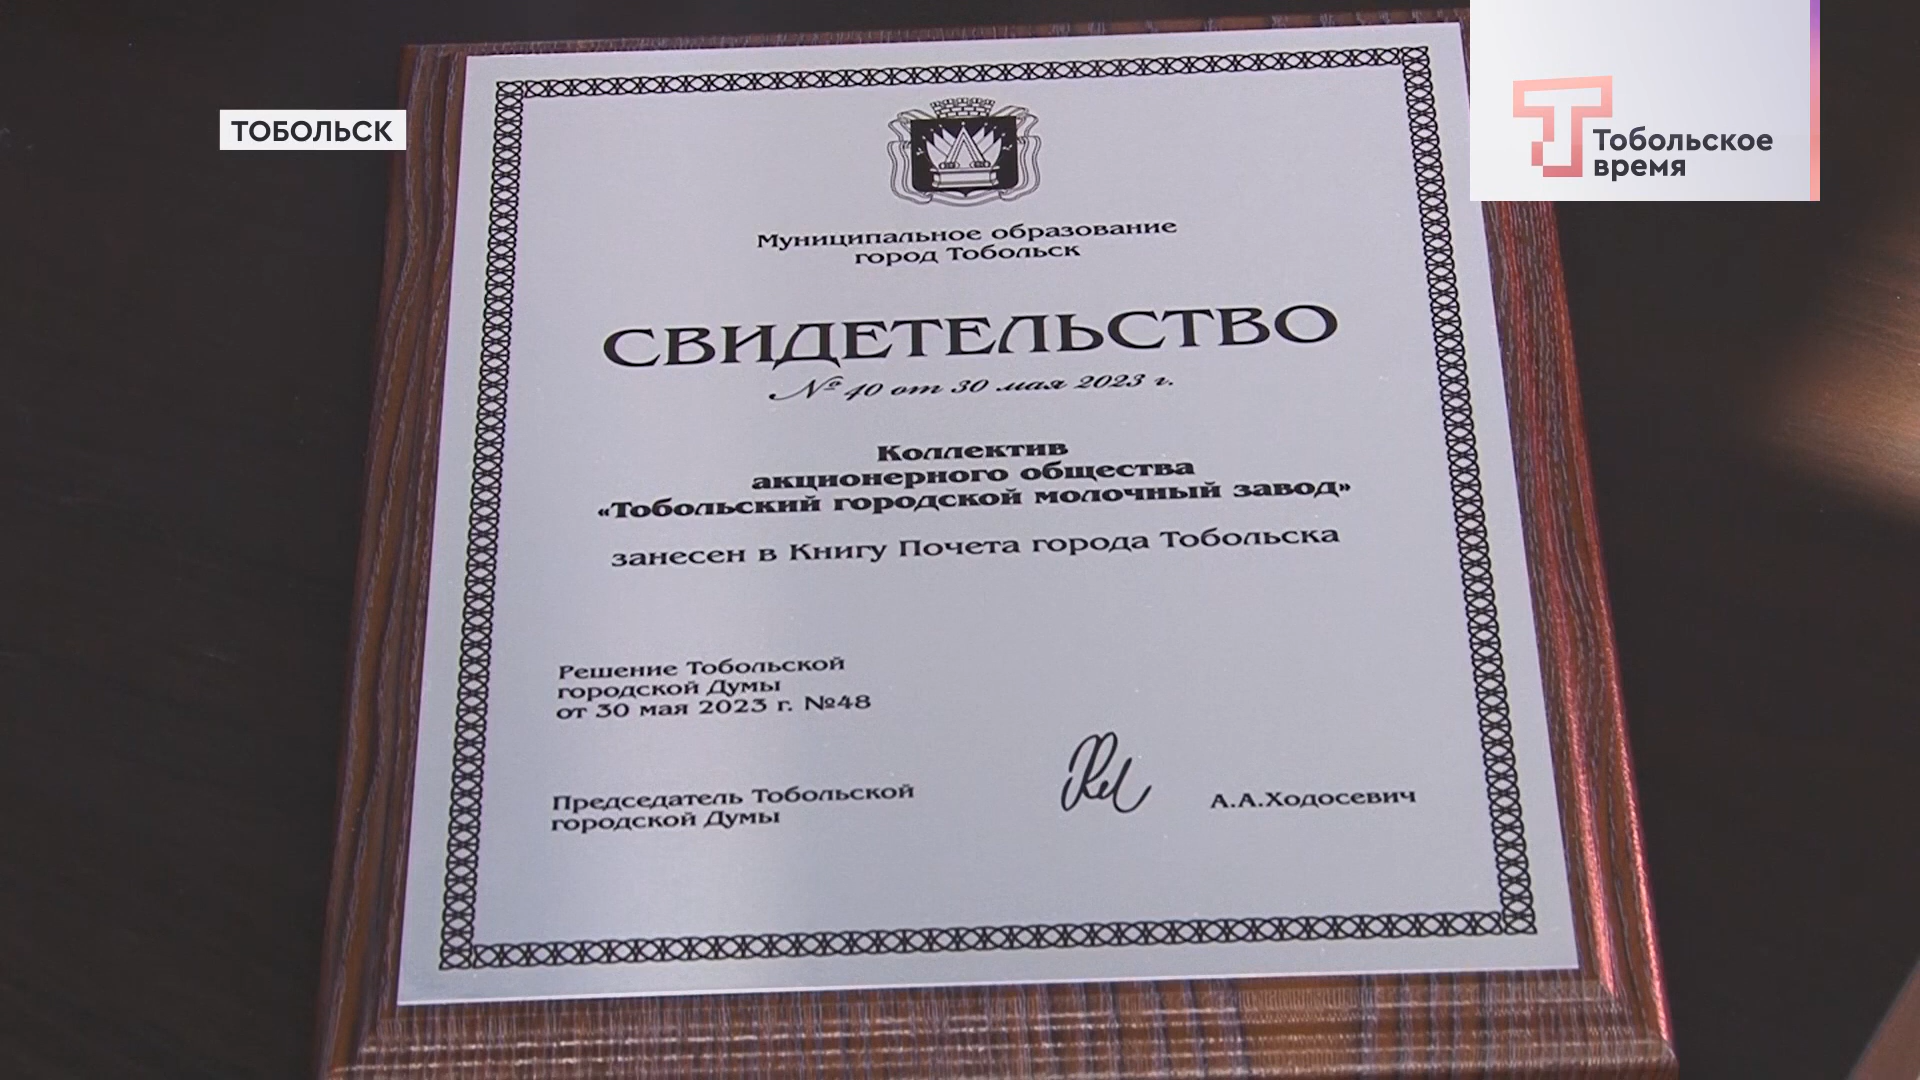 ТОБОЛЬСК
Тобольское
время
Муниципальное образование
город Тобольск
СВИДЕТЕЛЬСТВО
№ 40 от 30 мая 2023 г.
Коллектив
акционерного общества
«Тобольский городской молочный завод»
занесен в Книгу Почета города Тобольска
Решение Тобольской
городской Думы
от 30 мая 2023 г. №48
Председатель Тобольской
городской Думы
А.А.Ходосевич